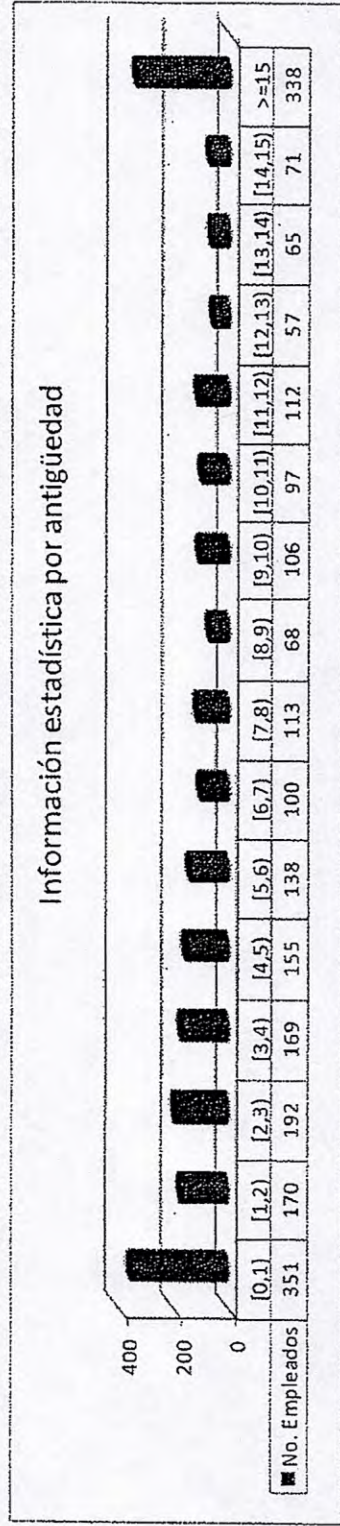 Información estadística por antigüedad
400
200
0
[0,1] [1,2) [2,3) [3,4) [4,5) [5,6) [6,7) [7,8) [8,9) [9,10) [10,11) [11,12) [12,13) [13,14) [14,15) >=15
No. Empleados 351 170 192 169 155 138 100 113 68 106 97 112 57 65 71 338